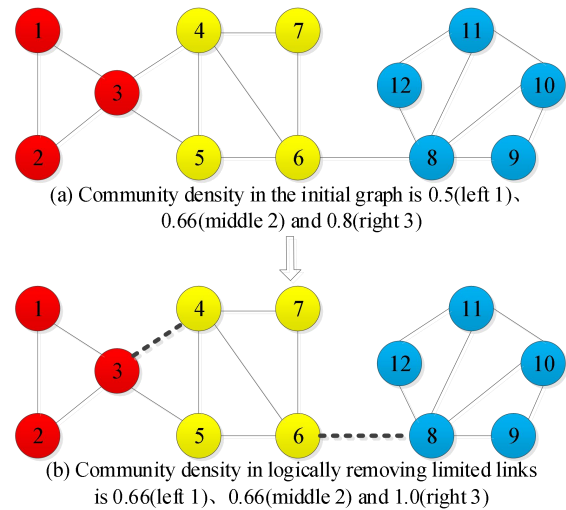 1 4 7 11
3 12 10
2 5 6 8 9
(a) Community density in the initial graph is 0.5(left 1)、
0.66(middle 2) and 0.8(right 3)
1 4 7 11
3 12 10
2 5 6 8 9
(b) Community density in logically removing limited links
is 0.66(left 1)、0.66(middle 2) and 1.0(right 3)